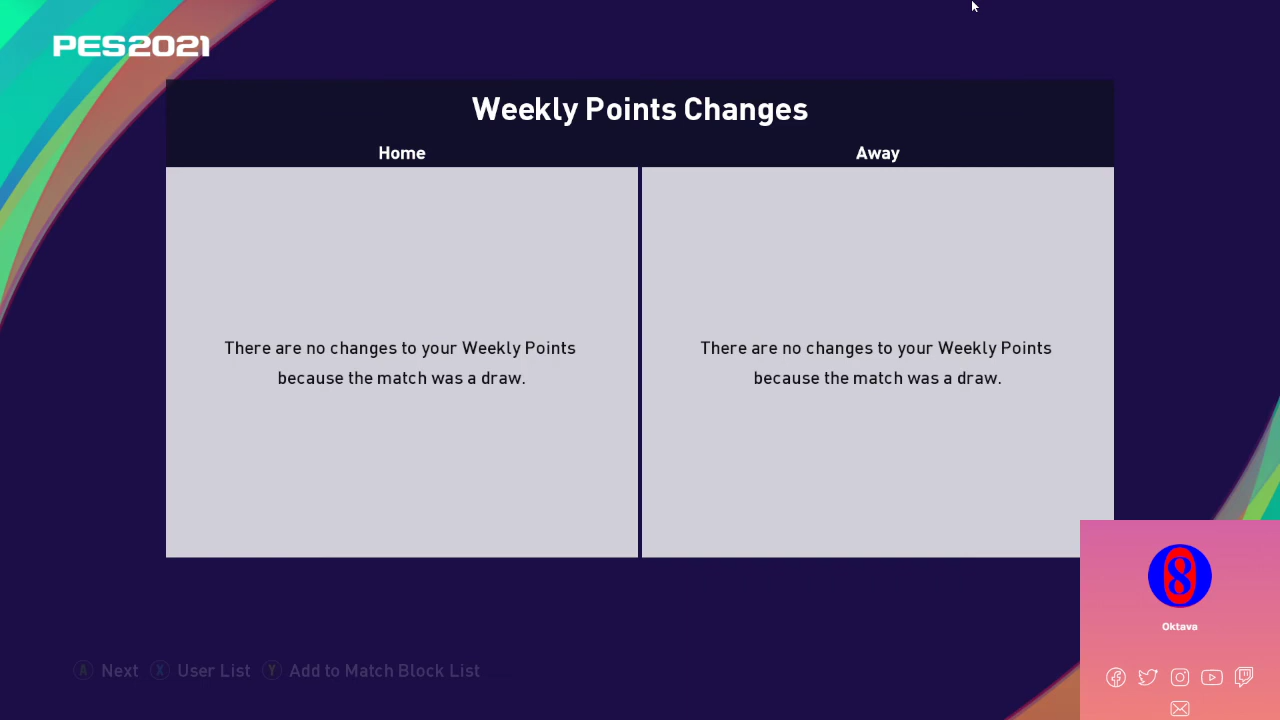 PES2021
Weekly Points Changes
Home
Away
There are no changes to your Weekly Points
because the match was a draw.
There are no changes to your Weekly Points
because the match was a draw.
8
Oktava
A Next X User List Y Add to Match Block List